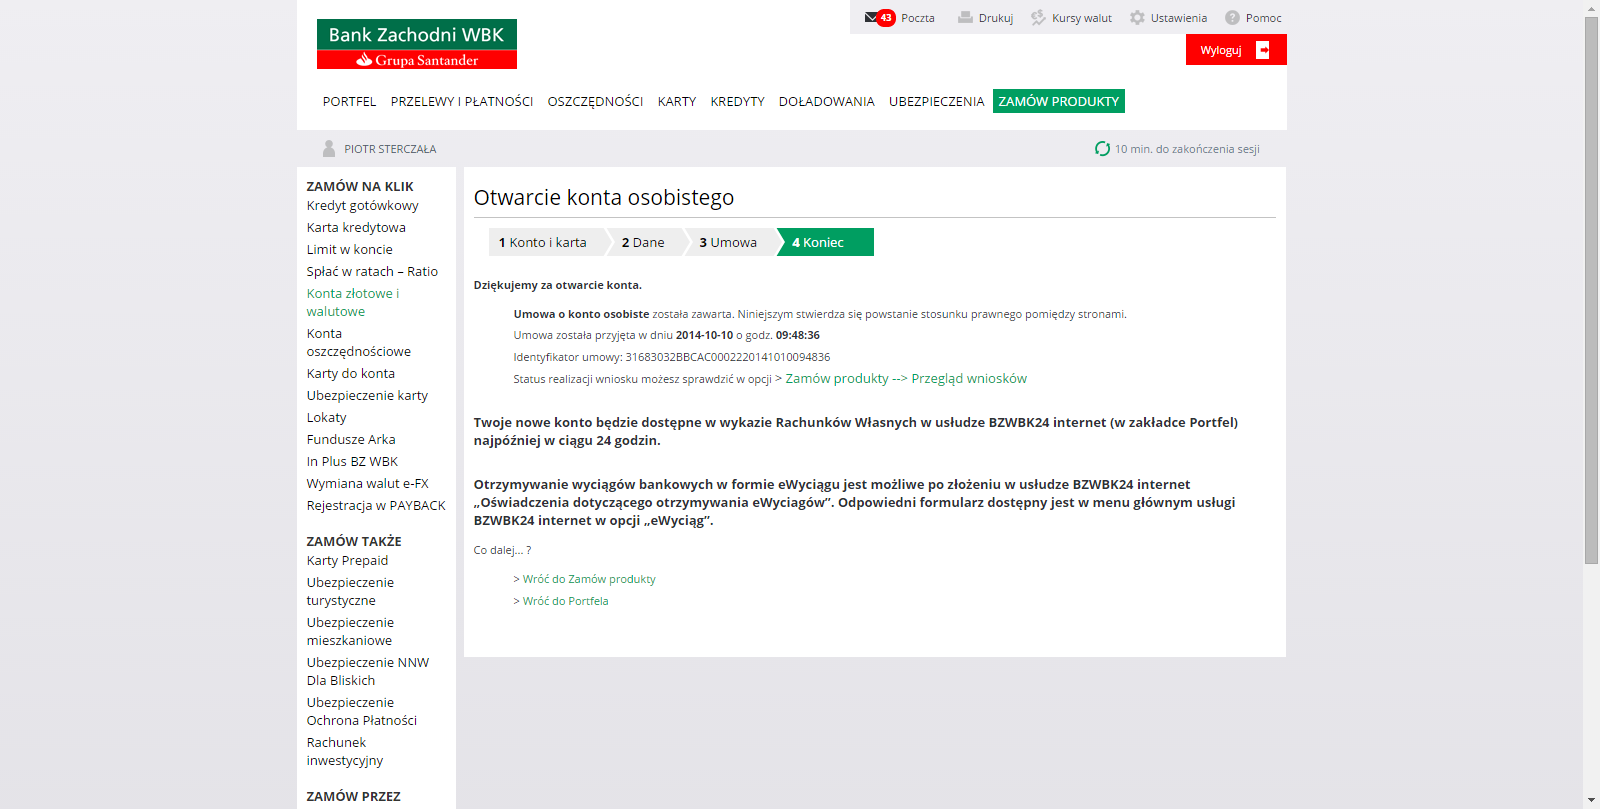 Bank Zachodni WBK
Grupa Santander
43 Poczta
Drukuj
Kursy walut
Ustawienia
Pomoc
Wyloguj
PORTFEL
PRZELEWY I PŁATNOŚCI
OSZCZĘDNOŚCI
KARTY
KREDYTY
DOŁADOWANIA
UBEZPIECZENIA
ZAMÓW PRODUKTY
PIOTR STERCZAŁA
10 min. do zakończenia sesji
ZAMÓW NA KLIK
Kredyt gotówkowy
Karta kredytowa
Limit w koncie
Spłać w ratach – Ratio
Konta złotowe i
walutowe
Konta
oszczędnościowe
Karty do konta
Ubezpieczenie karty
Lokaty
Fundusze Arka
In Plus BZ WBK
Wymiana walut e-FX
Rejestracja w PAYBACK
ZAMÓW TAKŻE
Karty Prepaid
Ubezpieczenie
turystyczne
Ubezpieczenie
mieszkaniowe
Ubezpieczenie NNW
Dla Bliskich
Ubezpieczenie
Ochrona Płatności
Rachunek
inwestycyjny
ZAMÓW PRZEZ
Otwarcie konta osobistego
1 Konto i karta
2 Dane
3 Umowa
4 Koniec
Dziękujemy za otwarcie konta.
Umowa o konto osobiste została zawarta. Niniejszym stwierdza się powstanie stosunku prawnego pomiędzy stronami.
Umowa została przyjęta w dniu 2014-10-10 o godz. 09:48:36
Identyfikator umowy: 31683032BBCAC0002220141010094836
Status realizacji wniosku możesz sprawdzić w opcji > Zamów produkty --> Przegląd wniosków
Twoje nowe konto będzie dostępne w wykazie Rachunków Własnych w usłudze BZWBK24 internet (w zakładce Portfel)
najpóźniej w ciągu 24 godzin.
Otrzymywanie wyciągów bankowych w formie eWyciągu jest możliwe po złożeniu w usłudze BZWBK24 internet
„Oświadczenia dotyczącego otrzymywania eWyciagów”. Odpowiedni formularz dostępny jest w menu głównym usługi
BZWBK24 internet w opcji „eWyciąg”.
Co dalej... ?
> Wróć do Zamów produkty
> Wróć do Portfela